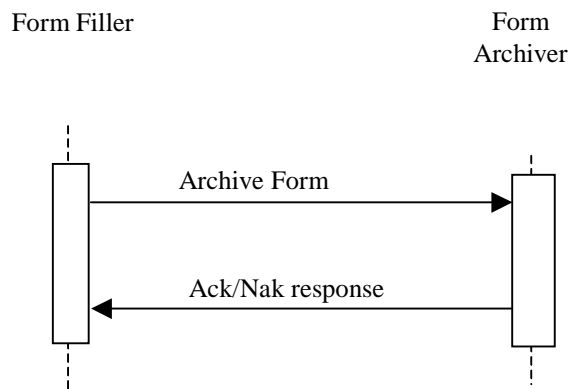 Form Filler
Form
Archiver
Archive Form
Ack/Nak response